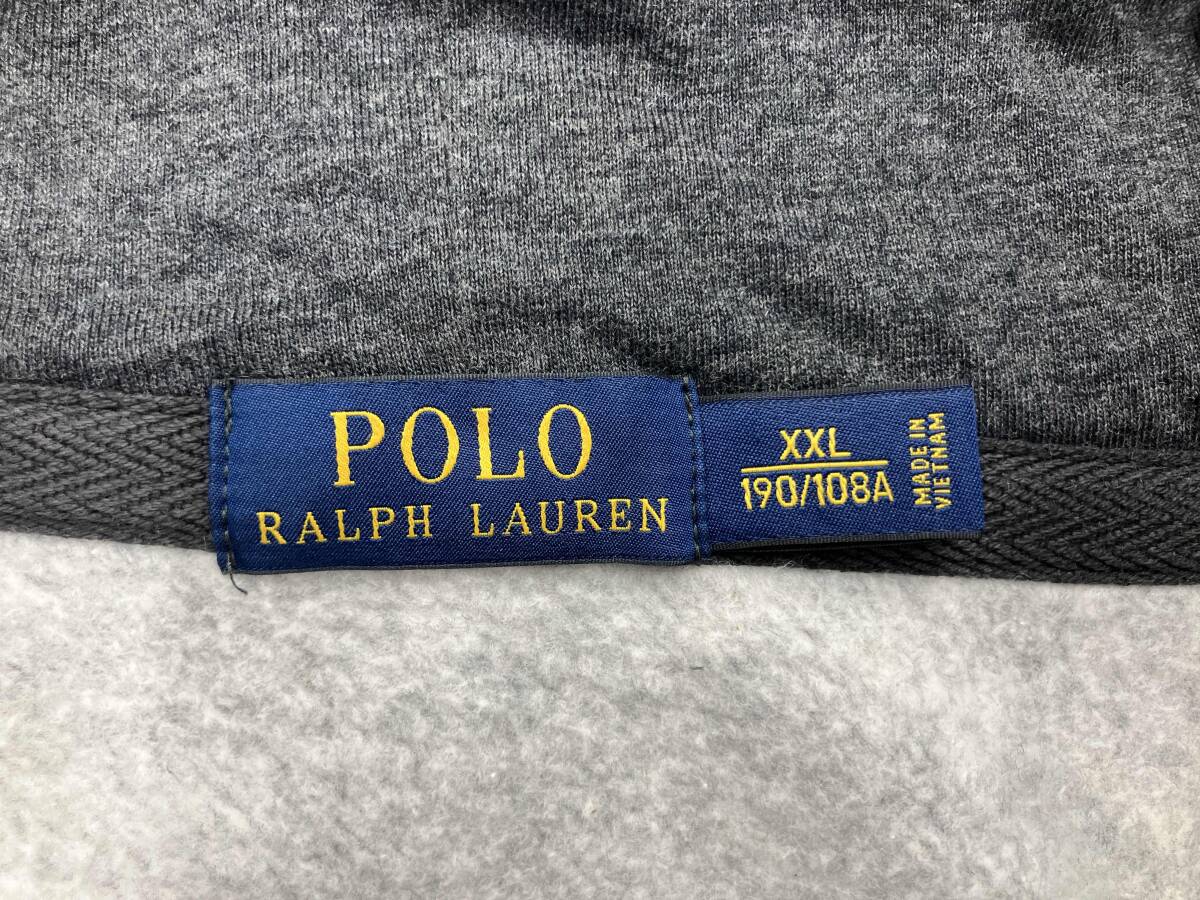 POLO
RALPH LAUREN
XXL
190/108A
MADE IN
VIETNAM